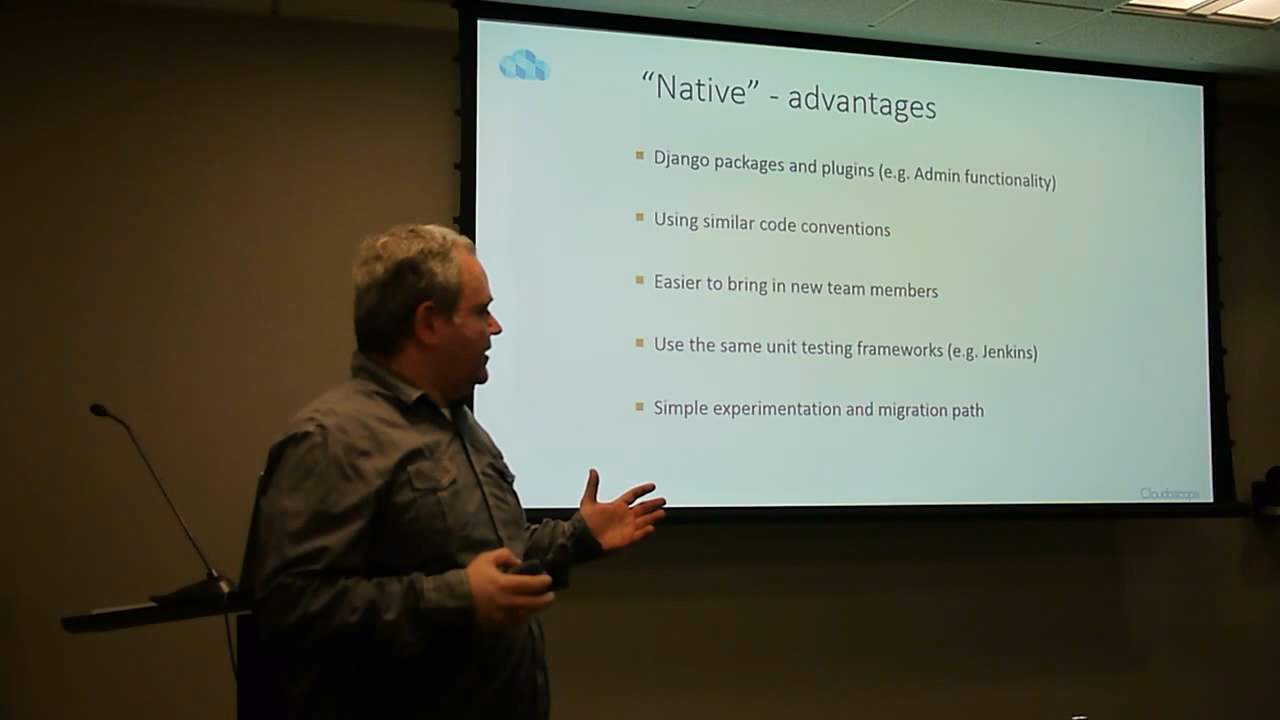 “Native” - advantages
Django packages and plugins (e.g. Admin functionality)
Using similar code conventions
Easier to bring in new team members
Use the same unit testing frameworks (e.g. Jenkins)
Simple experimentation and migration path
Cloudoscope